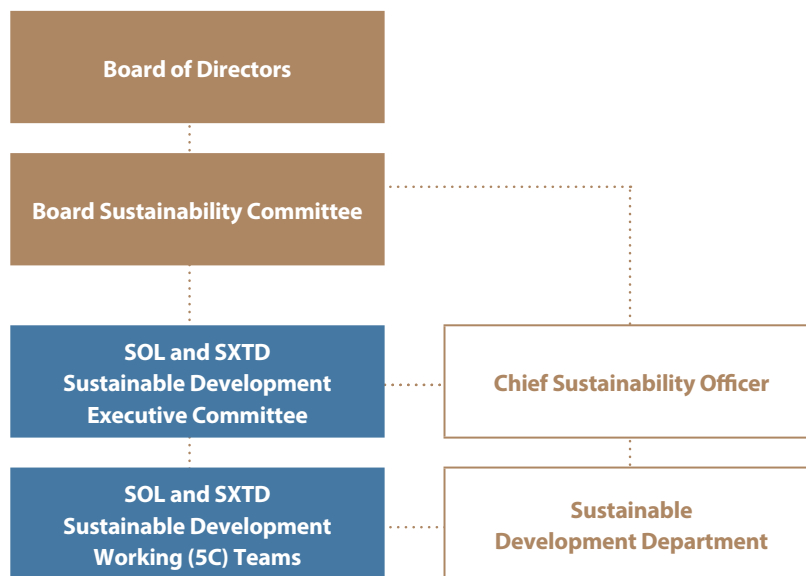 Board of Directors
Board Sustainability Committee
SOL and SXTD
Sustainable Development
Executive Committee
Chief Sustainability Officer
SOL and SXTD
Sustainable Development
Working (5C) Teams
Sustainable
Development Department